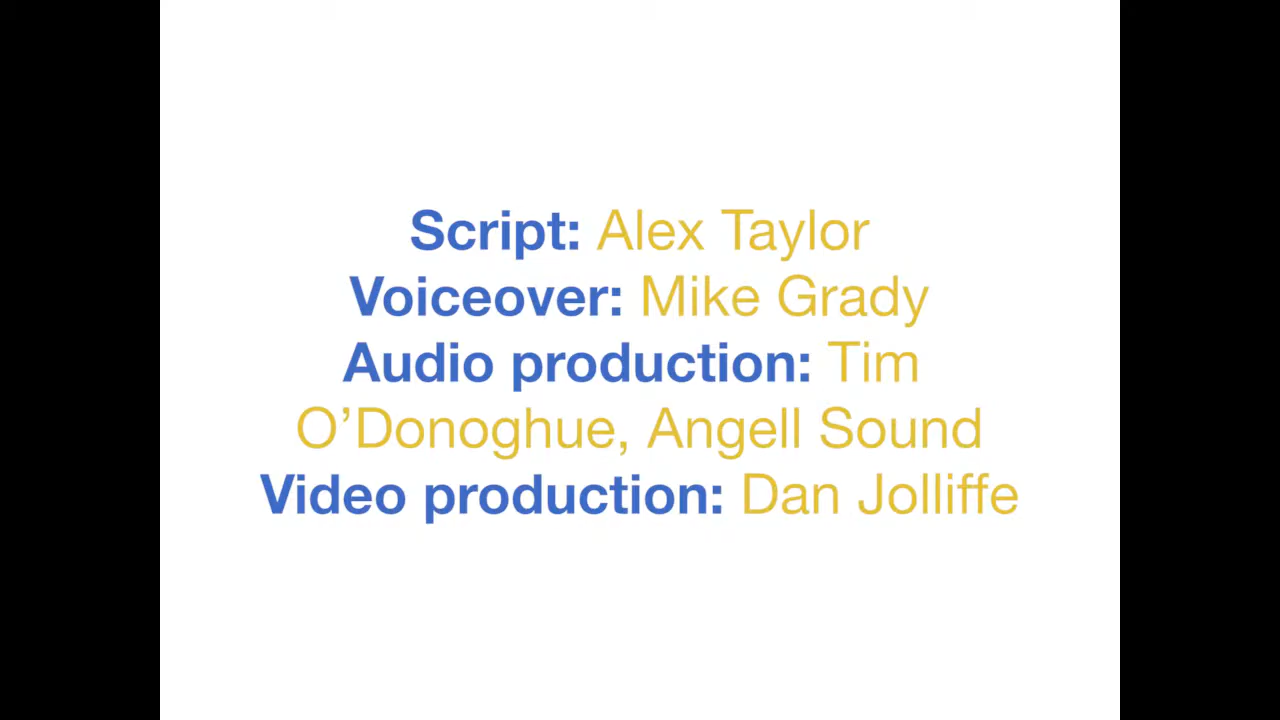 Script: Alex Taylor
Voiceover: Mike Grady
Audio production: Tim
O’Donoghue, Angell Sound
Video production: Dan Jolliffe